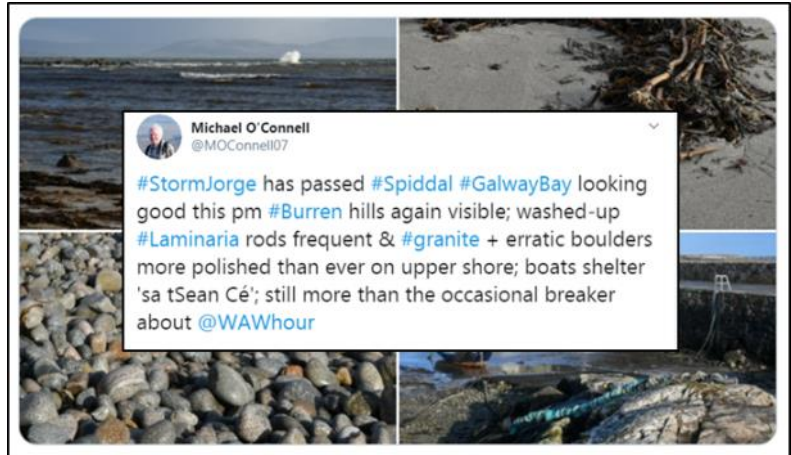 Michael O'Connell
@MOConnell07
#StormJorge has passed #Spiddal #GalwayBay looking
good this pm #Burren hills again visible; washed-up
#Laminaria rods frequent & #granite + erratic boulders
more polished than ever on upper shore; boats shelter
'sa tSean Cé'; still more than the occasional breaker
about @WAWhour